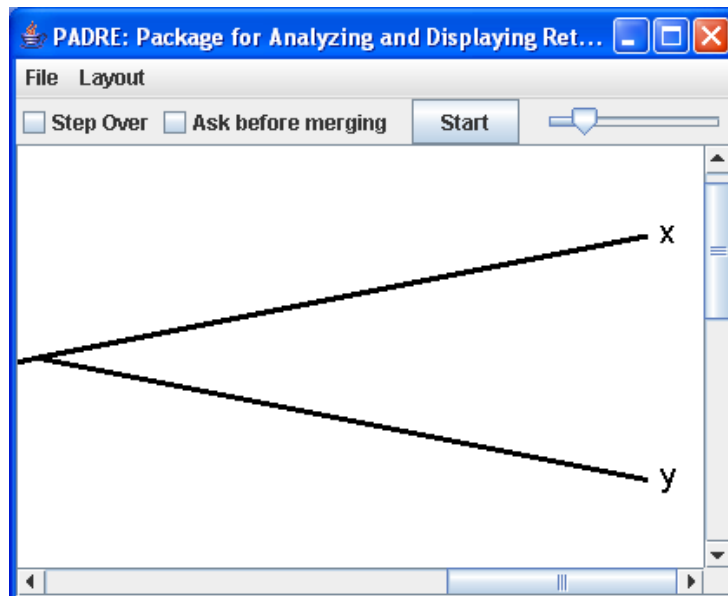 PADRE: Package for Analyzing and Displaying Ret...
File Layout
Step Over Ask before merging Start
x
y